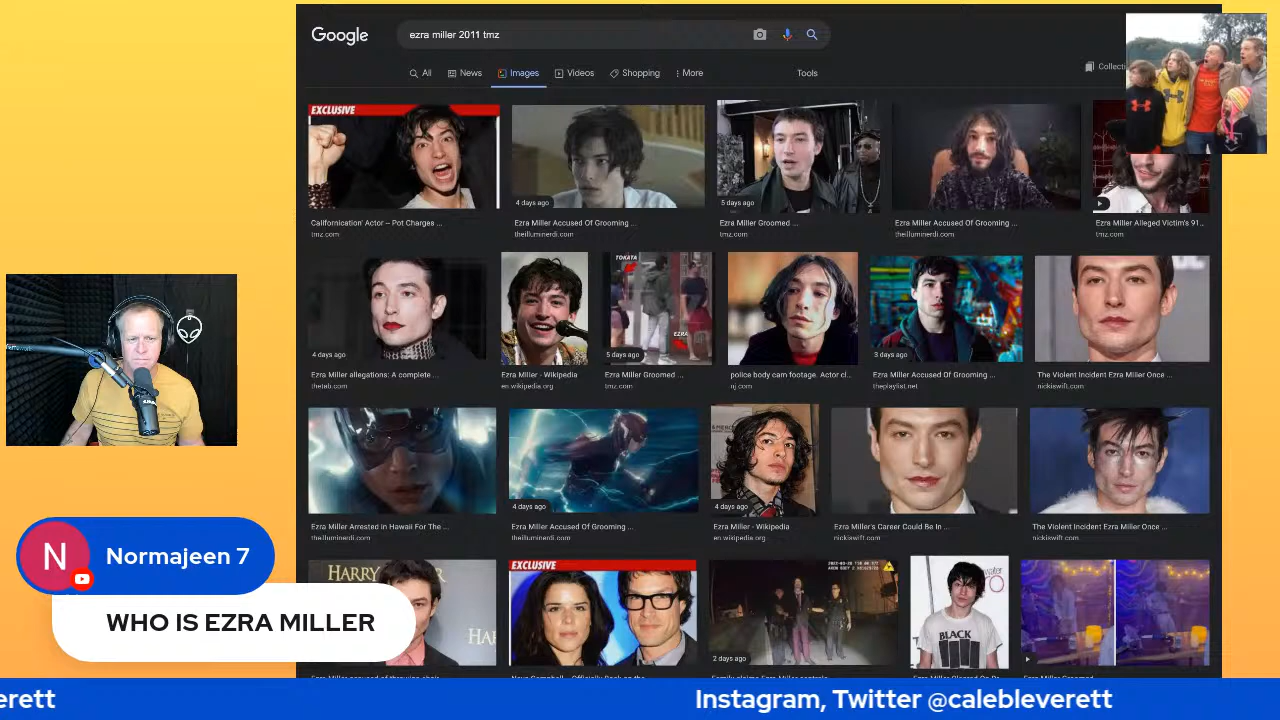 Google
ezra miller 2011 tmz
All
News
Images
Videos
Shopping
More
Tools
EXCLUSIVE
Californication' Actor -- Pot Charges ...
tmz.com
4 days ago
Ezra Miller Accused Of Grooming ...
theilluminerdi.com
5 days ago
Ezra Miller Groomed ...
tmz.com
Ezra Miller Accused Of Grooming ...
theilluminerdi.com
Ezra Miller Alleged Victim's 91...
tmz.com
4 days ago
Ezra Miller allegations: A complete ...
thetab.com
Ezra Miller - Wikipedia
en.wikipedia.org
TOKATA
EZRA
5 days ago
Ezra Miller Groomed ...
tmz.com
police body cam footage. Actor cl...
nj.com
3 days ago
Ezra Miller Accused Of Grooming ...
theplaylist.net
The Violent Incident Ezra Miller Once ...
nickiswift.com
Ezra Miller Arrested in Hawaii For The ...
theilluminerdi.com
4 days ago
Ezra Miller Accused Of Grooming ...
theilluminerdi.com
4 days ago
Ezra Miller - Wikipedia
en.wikipedia.org
Ezra Miller's Career Could Be In ...
nickiswift.com
The Violent Incident Ezra Miller Once ...
nickiswift.com
HARRY
EXCLUSIVE
2 days ago
BLACK
N
Normajeen 7
WHO IS EZRA MILLER
erett
Instagram, Twitter @calebleverett